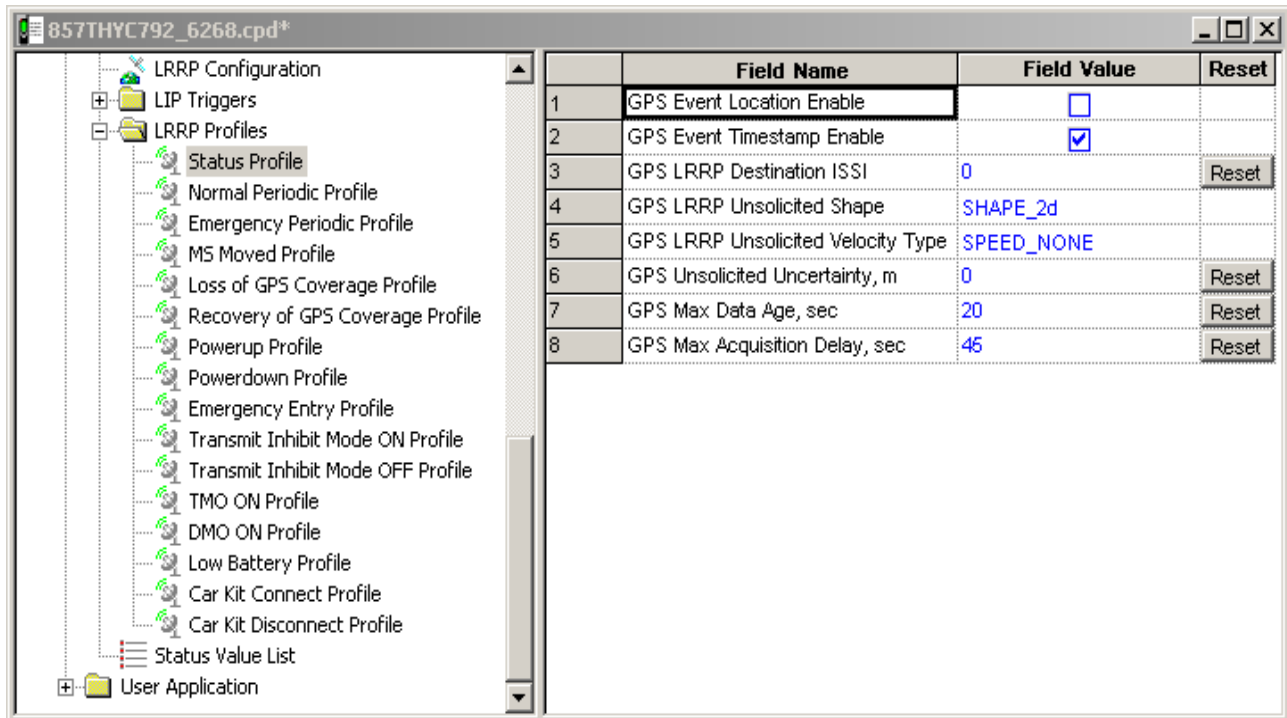 857THYC792_6268.cpd*
LRRP Configuration
LIP Triggers
LRRP Profiles
Status Profile
Normal Periodic Profile
Emergency Periodic Profile
MS Moved Profile
Loss of GPS Coverage Profile
Recovery of GPS Coverage Profile
Powerup Profile
Powerdown Profile
Emergency Entry Profile
Transmit Inhibit Mode ON Profile
Transmit Inhibit Mode OFF Profile
TMO ON Profile
DMO ON Profile
Low Battery Profile
Car Kit Connect Profile
Car Kit Disconnect Profile
Status Value List
User Application
Field Name Field Value Reset
1 GPS Event Location Enable
2 GPS Event Timestamp Enable
3 GPS LRRP Destination ISSI 0 Reset
4 GPS LRRP Unsolicited Shape SHAPE_2d
5 GPS LRRP Unsolicited Velocity Type SPEED_NONE
6 GPS Unsolicited Uncertainty, m 0 Reset
7 GPS Max Data Age, sec 20 Reset
8 GPS Max Acquisition Delay, sec 45 Reset